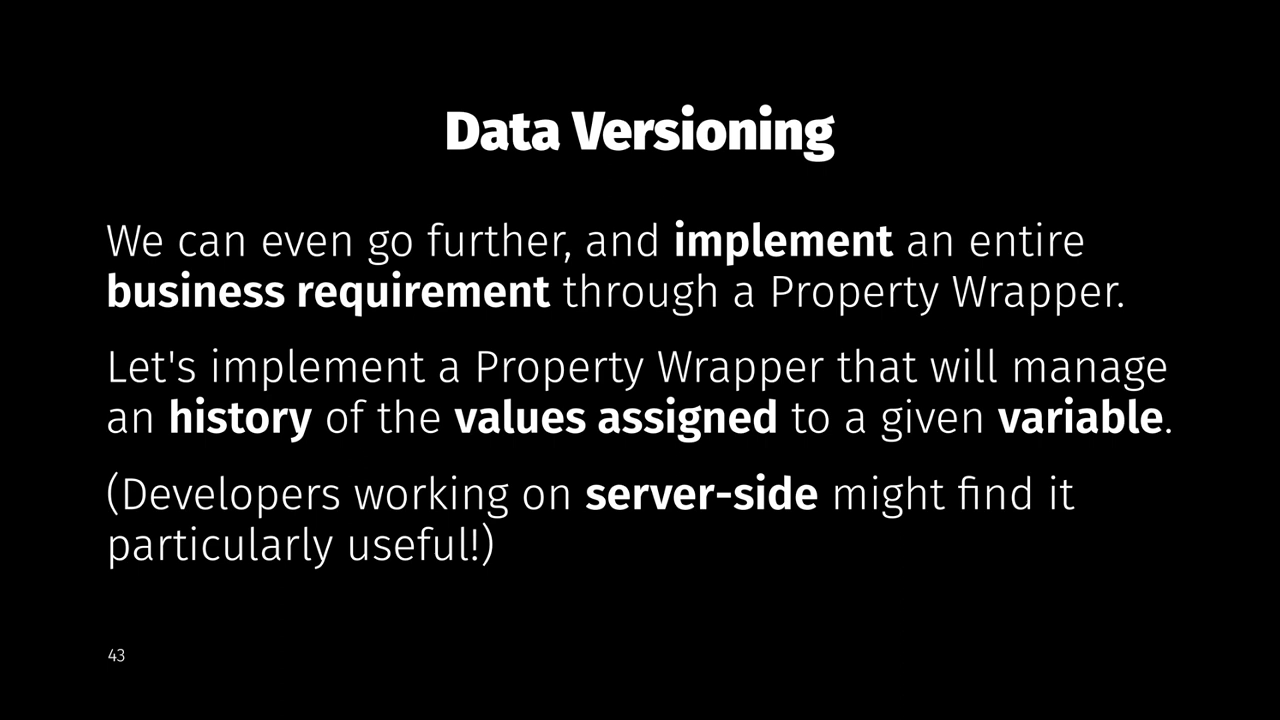 Data Versioning
We can even go further, and implement an entire
business requirement through a Property Wrapper.
Let's implement a Property Wrapper that will manage
an history of the values assigned to a given variable.
(Developers working on server-side might find it
particularly useful!)
43